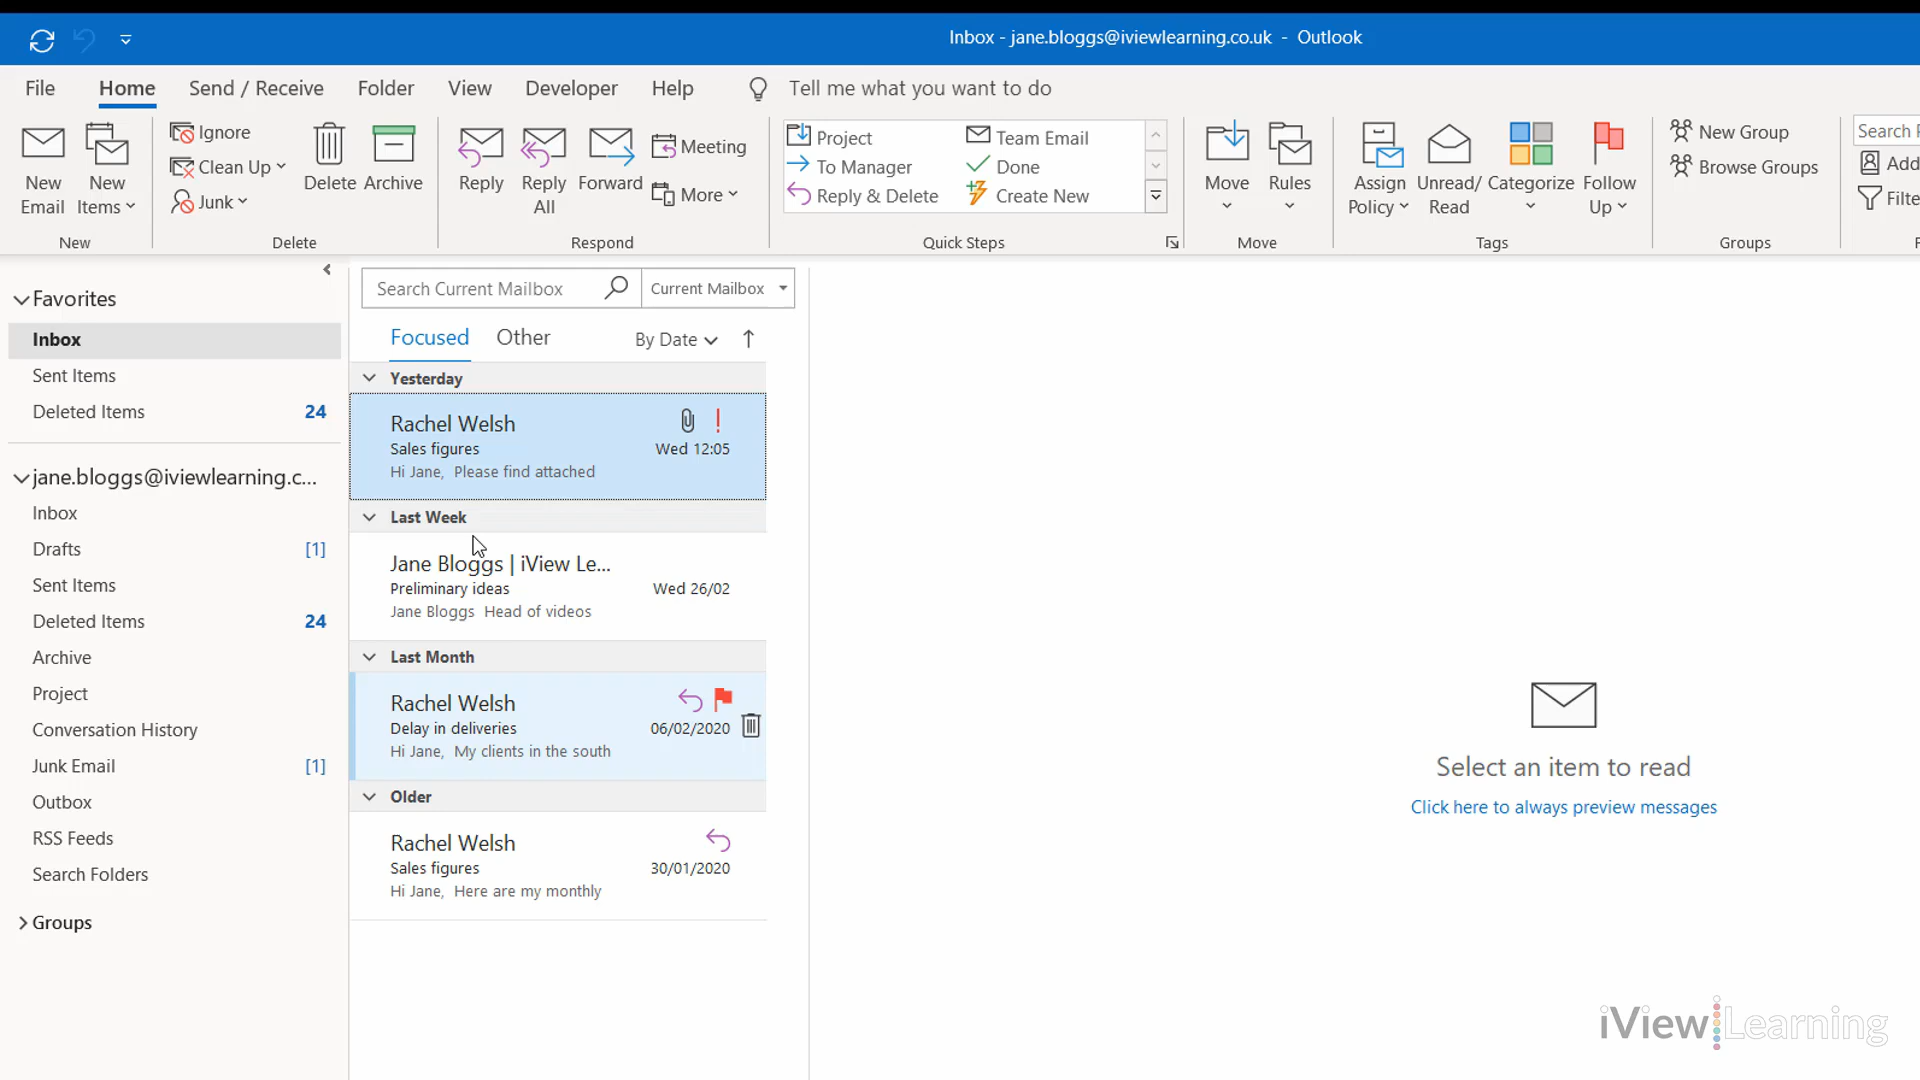 Inbox - jane.bloggs@iviewlearning.co.uk - Outlook
File Home Send / Receive Folder View Developer Help Tell me what you want to do
New Email
New Items
New
Ignore
Clean Up
Junk
Delete
Archive
Delete
Reply
Reply All
Forward
Meeting
More
Respond
Project
To Manager
Reply & Delete
Team Email
Done
Create New
Quick Steps
Move
Rules
Move
Assign Policy
Unread/ Read
Categorize
Follow Up
Tags
New Group
Browse Groups
Groups
Search
Add
Filte
Favorites
Inbox
Sent Items
Deleted Items 24
jane.bloggs@iviewlearning.c...
Inbox
Drafts [1]
Sent Items
Deleted Items 24
Archive
Project
Conversation History
Junk Email [1]
Outbox
RSS Feeds
Search Folders
Groups
Search Current Mailbox Current Mailbox
Focused Other By Date
Yesterday
Rachel Welsh
Sales figures Wed 12:05
Hi Jane, Please find attached
Last Week
Jane Bloggs | iView Le...
Preliminary ideas Wed 26/02
Jane Bloggs Head of videos
Last Month
Rachel Welsh
Delay in deliveries 06/02/2020
Hi Jane, My clients in the south
Older
Rachel Welsh
Sales figures 30/01/2020
Hi Jane, Here are my monthly
Select an item to read
Click here to always preview messages
iView Learning